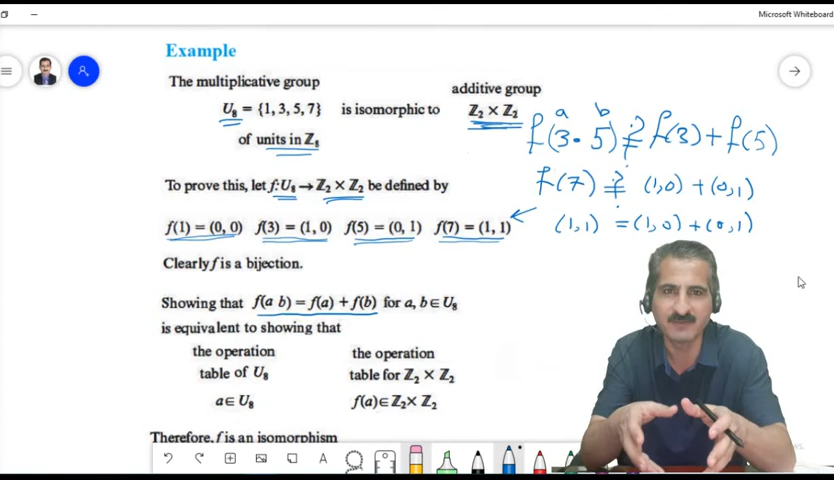 Microsoft Whiteboard
Example
The multiplicative group
additive group
U₈ = {1, 3, 5, 7} is isomorphic to ℤ₂ × ℤ₂
of units in ℤ₈
To prove this, let f: U₈ → ℤ₂ × ℤ₂ be defined by
f(1) = (0, 0) f(3) = (1, 0) f(5) = (0, 1) f(7) = (1, 1)
Clearly f is a bijection.
Showing that f(a b) = f(a) + f(b) for a, b ∈ U₈
is equivalent to showing that
the operation the operation
table of U₈ table for ℤ₂ × ℤ₂
a ∈ U₈ f(a) ∈ ℤ₂ × ℤ₂
Therefore, f is an isomorphism
a b
f(3 · 5) ?= f(3) + f(5)
f(7) ?= (1,0) + (0,1)
(1,1) = (1,0) + (0,1)